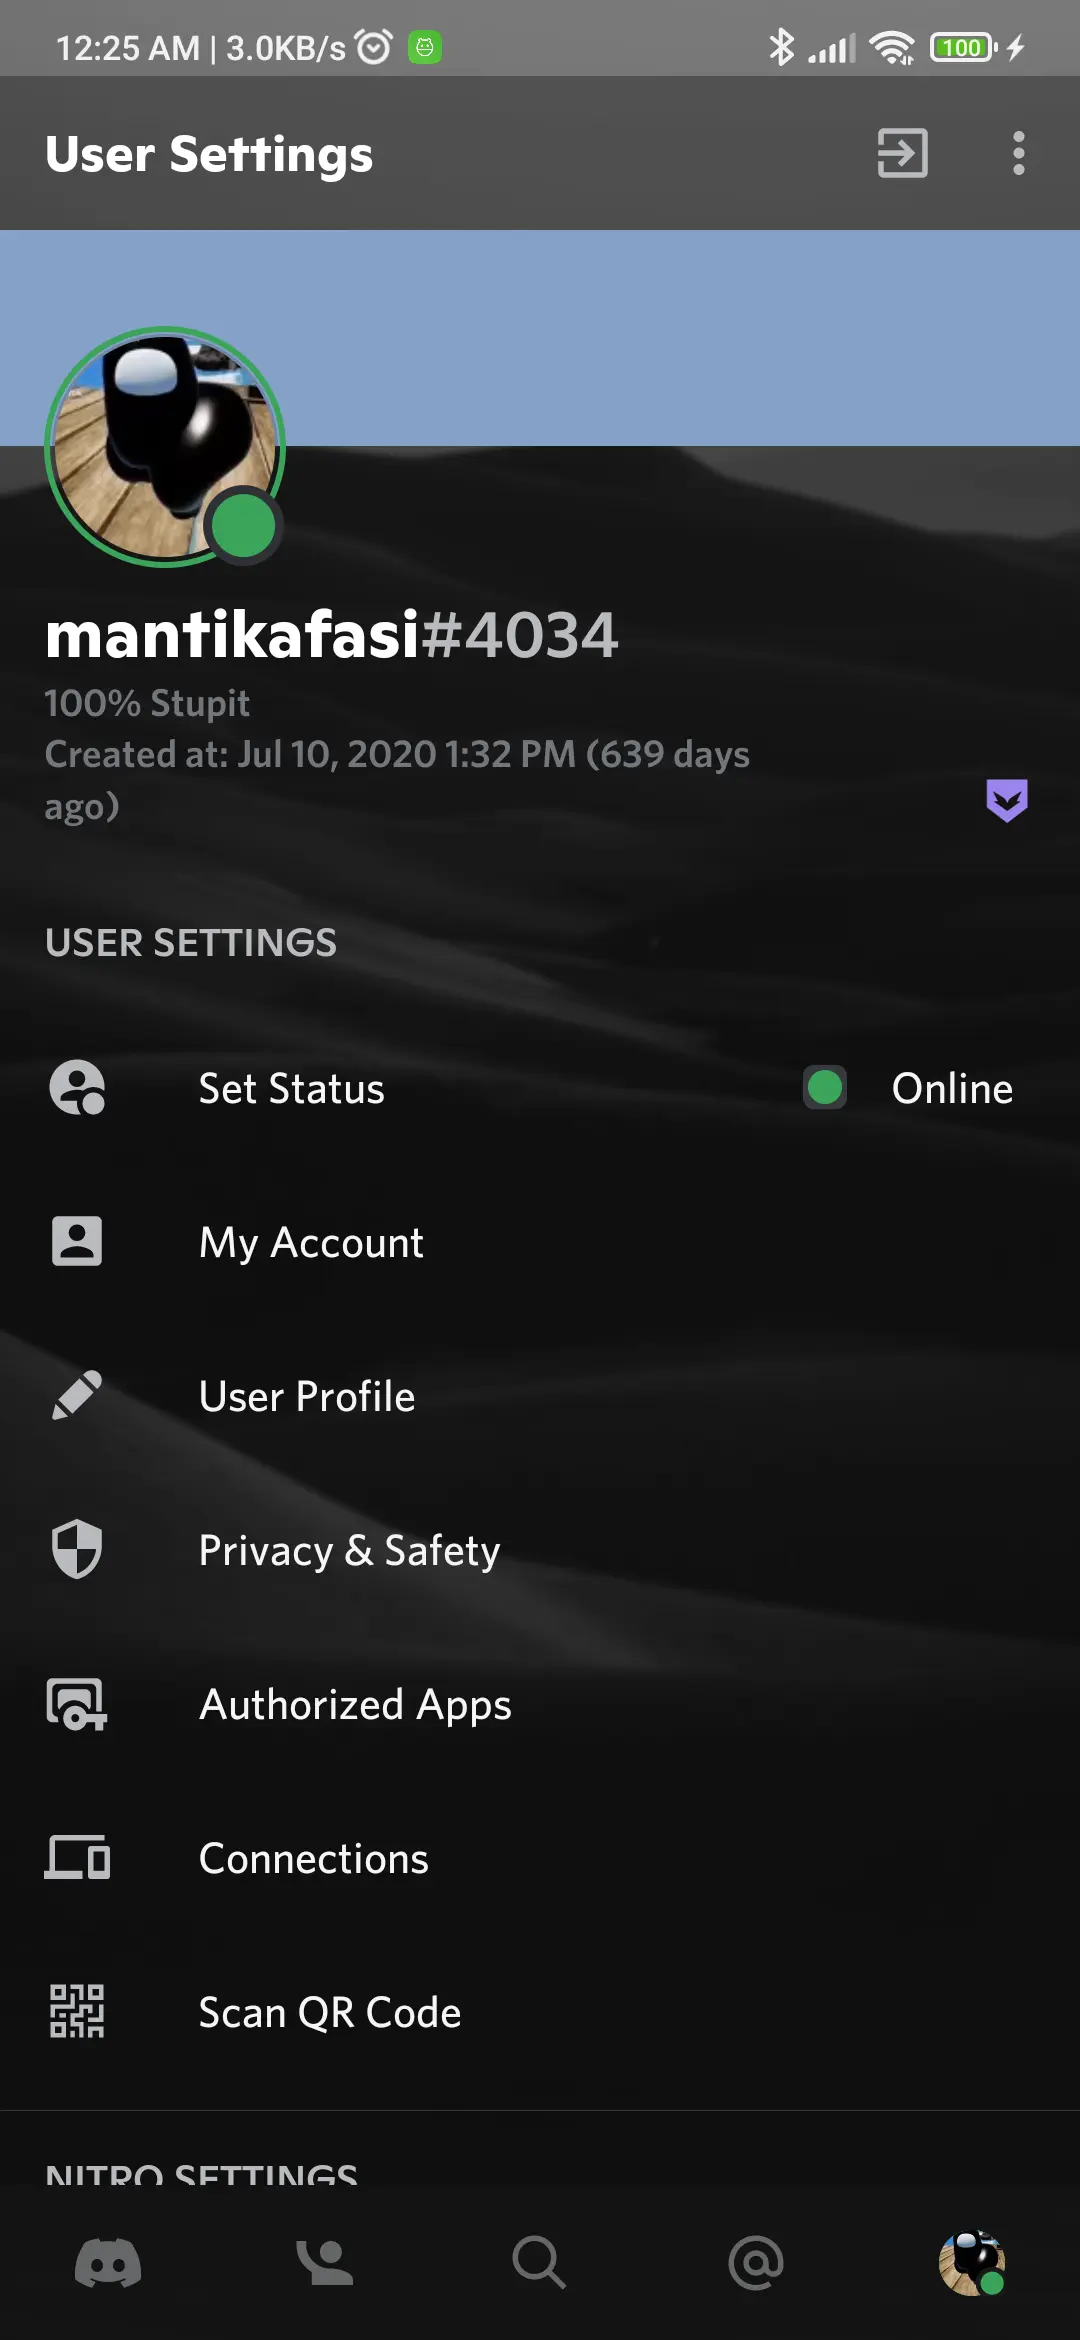 12:25 AM | 3.0KB/s 100
User Settings
mantikafasi#4034
100% Stupit
Created at: Jul 10, 2020 1:32 PM (639 days
ago)
USER SETTINGS
Set Status Online
My Account
User Profile
Privacy & Safety
Authorized Apps
Connections
Scan QR Code
NITRO SETTINGS